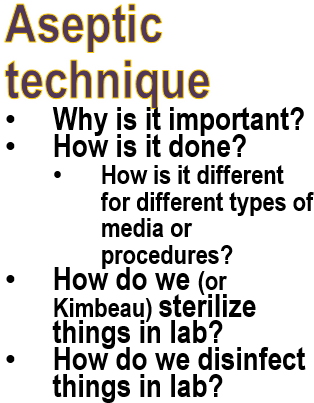 Aseptic
technique
• Why is it important?
• How is it done?
• How is it different
for different types of
media or
procedures?
• How do we (or
Kimbeau) sterilize
things in lab?
• How do we disinfect
things in lab?